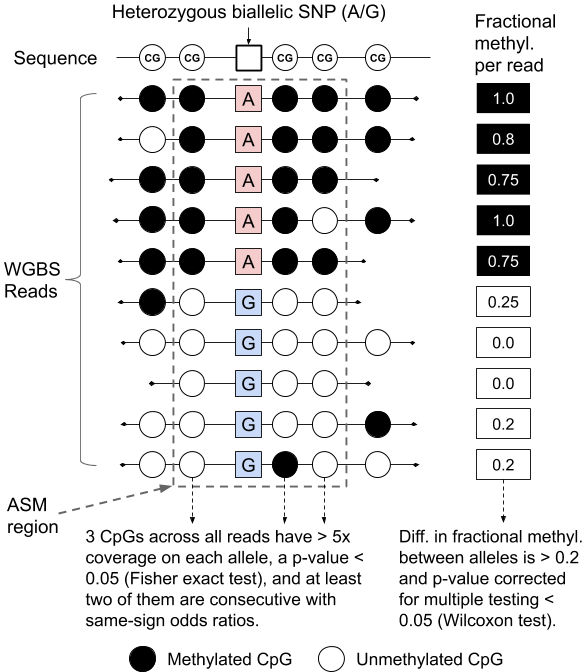 Heterozygous biallelic SNP (A/G)
Fractional
methyl.
per read
Sequence
CG CG CG CG CG
A 1.0
A 0.8
A 0.75
A 1.0
A 0.75
WGBS
Reads
G 0.25
G 0.0
G 0.0
G 0.2
G 0.2
ASM
region
3 CpGs across all reads have > 5x
coverage on each allele, a p-value <
0.05 (Fisher exact test), and at least
two of them are consecutive with
same-sign odds ratios.
Diff. in fractional methyl.
between alleles is > 0.2
and p-value corrected
for multiple testing <
0.05 (Wilcoxon test).
Methylated CpG
Unmethylated CpG